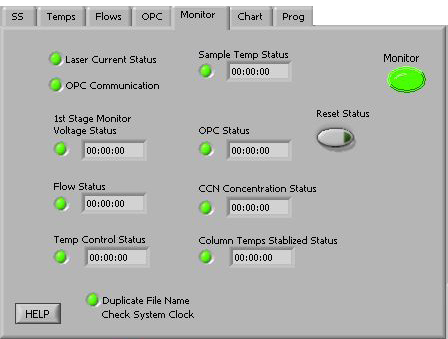 SS Temps Flows OPC Monitor Chart Prog
Laser Current Status
OPC Communication
Sample Temp Status
00:00:00
Monitor
1st Stage Monitor
Voltage Status
00:00:00
OPC Status
00:00:00
Reset Status
Flow Status
00:00:00
CCN Concentration Status
00:00:00
Temp Control Status
00:00:00
Column Temps Stablized Status
00:00:00
HELP
Duplicate File Name
Check System Clock